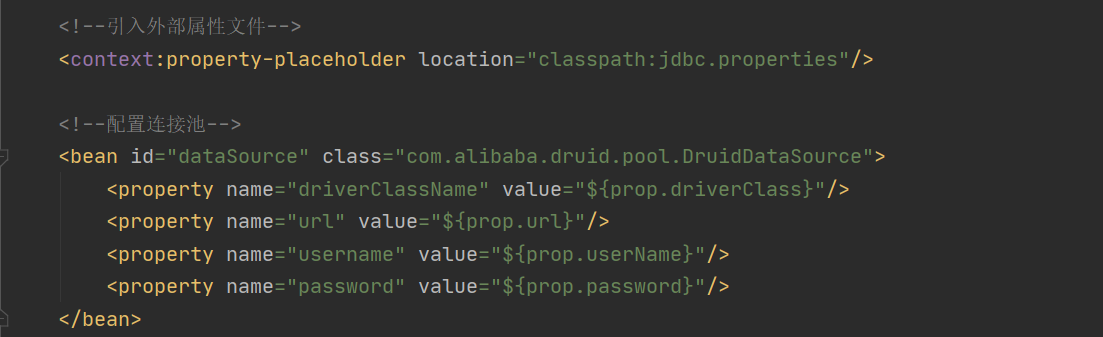 <!--引入外部属性文件-->
<context:property-placeholder location="classpath:jdbc.properties"/>
<!--配置连接池-->
<bean id="dataSource" class="com.alibaba.druid.pool.DruidDataSource">
<property name="driverClassName" value="${prop.driverClass}"/>
<property name="url" value="${prop.url}"/>
<property name="username" value="${prop.userName}"/>
<property name="password" value="${prop.password}"/>
</bean>